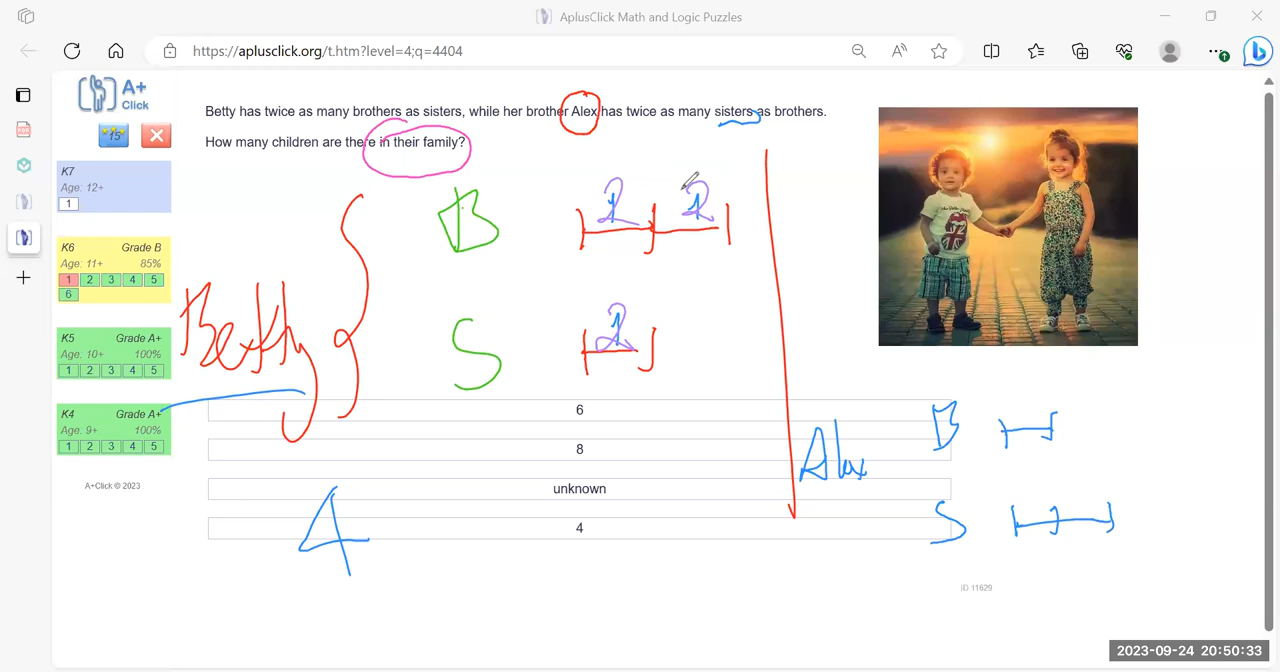 AplusClick Math and Logic Puzzles
https://aplusclick.org/t.htm?level=4;q=4404
A+
Click
15
Betty has twice as many brothers as sisters, while her brother Alex has twice as many sisters as brothers.
How many children are there in their family?
K7
Age: 12+
1
K6 Grade B
Age: 11+ 85%
1 2 3 4 5
6
K5 Grade A+
Age: 10+ 100%
1 2 3 4 5
K4 Grade A+
Age: 9+ 100%
1 2 3 4 5
A+Click © 2023
Betty
B
S
6
8
unknown
4
4
Alex
B
S
ID 11629
2023-09-24 20:50:33